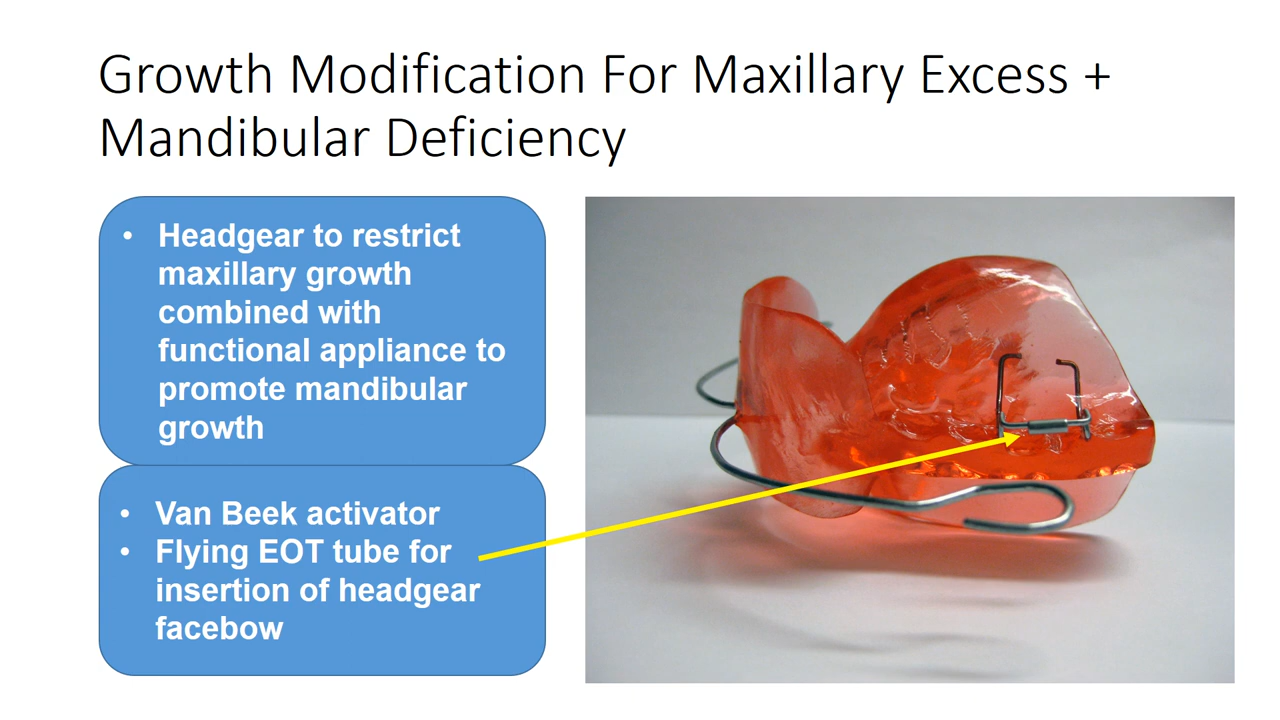 Growth Modification For Maxillary Excess +
Mandibular Deficiency
• Headgear to restrict
maxillary growth
combined with
functional appliance to
promote mandibular
growth
• Van Beek activator
• Flying EOT tube for
insertion of headgear
facebow